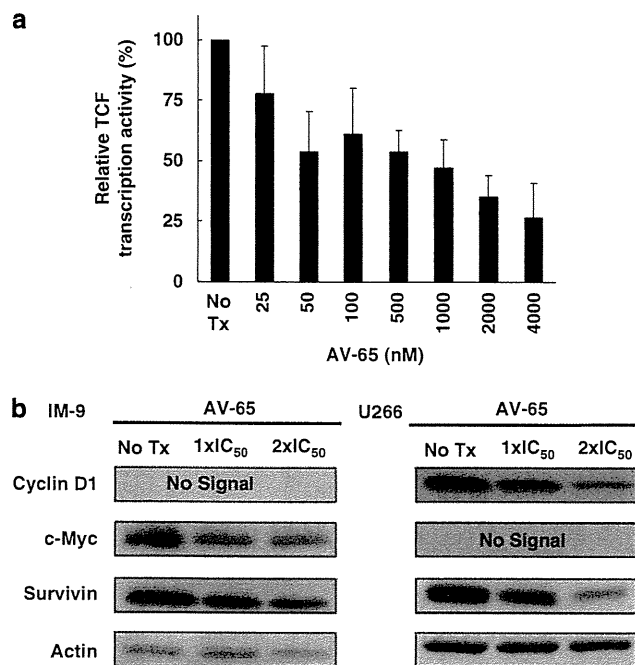 a
Relative TCF
transcription activity (%)
100
75
50
25
0
No
Tx
25
50
100
500
1000
2000
4000
AV-65 (nM)
b IM-9 AV-65 U266 AV-65
No Tx 1xIC50 2xIC50 No Tx 1xIC50 2xIC50
Cyclin D1 No Signal
c-Myc No Signal
Survivin
Actin